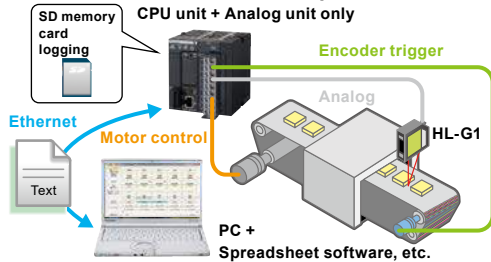 SD memory
card
logging
CPU unit + Analog unit only
Encoder trigger
Analog
Ethernet
Motor control
HL-G1
Text
PC +
Spreadsheet software, etc.